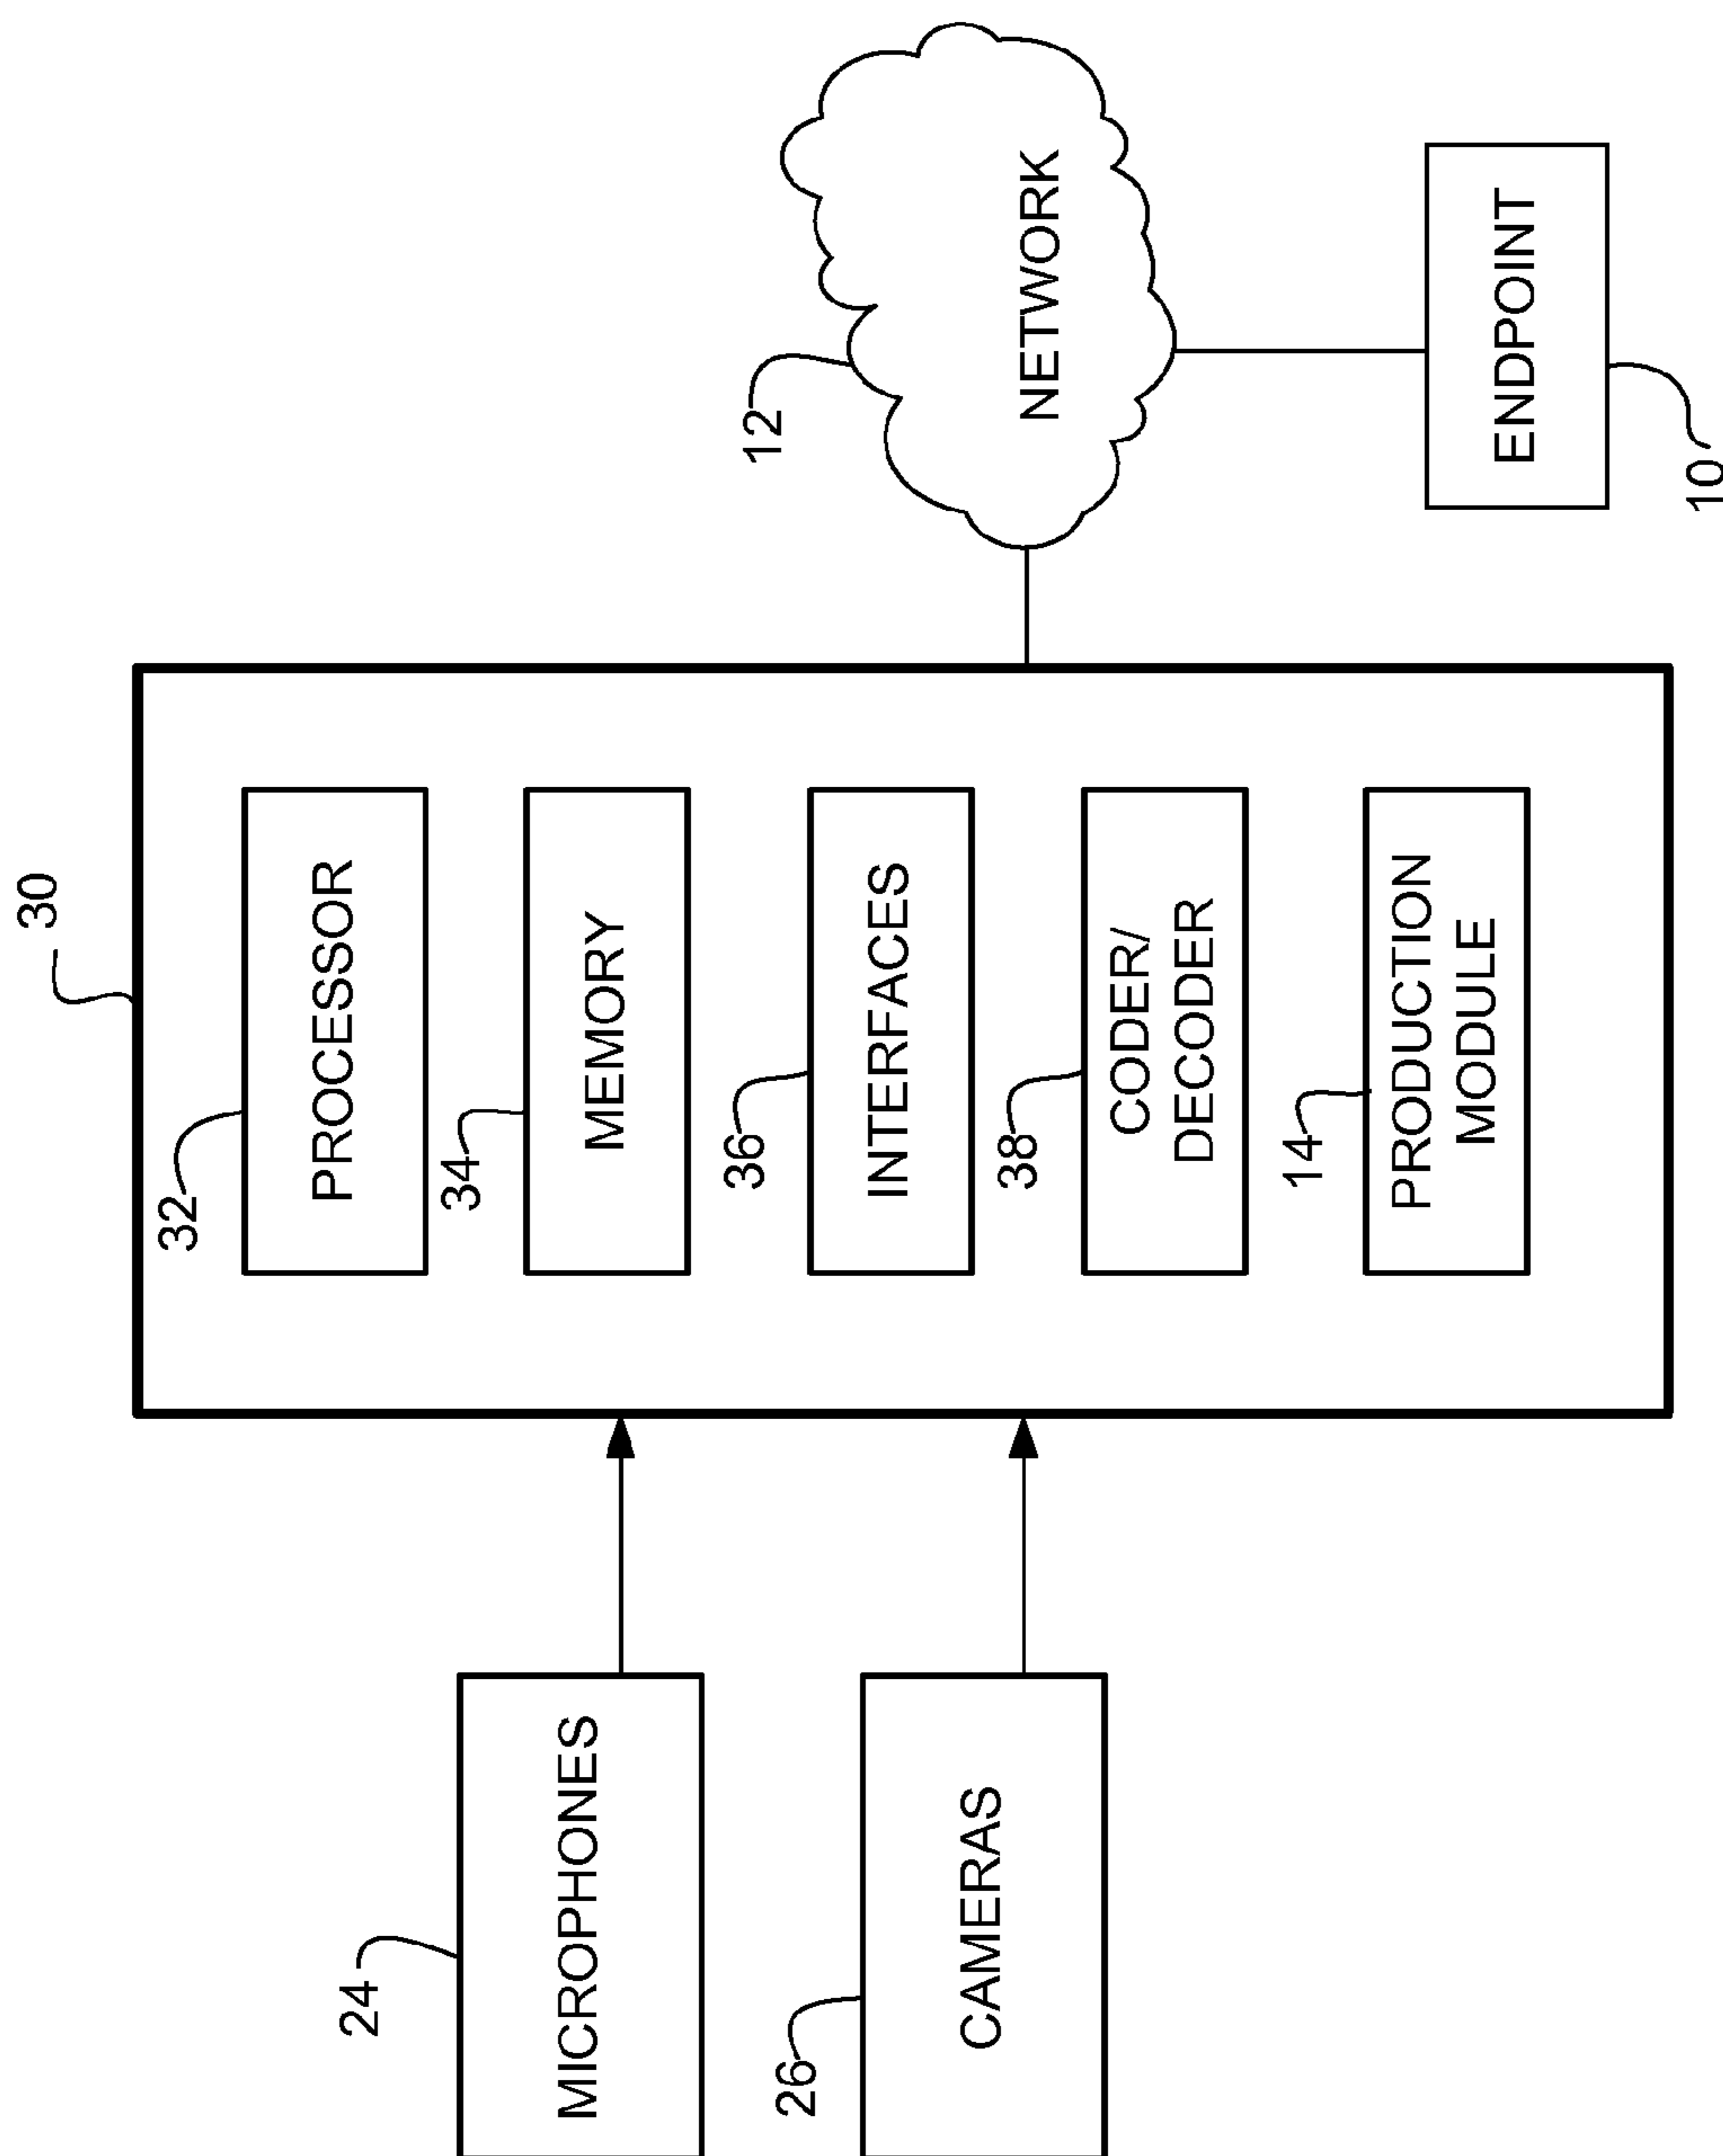 30
32
PROCESSOR
34
MEMORY
36
INTERFACES
38
CODER/
DECODER
14
PRODUCTION
MODULE
24
MICROPHONES
26
CAMERAS
12
NETWORK
ENDPOINT
10